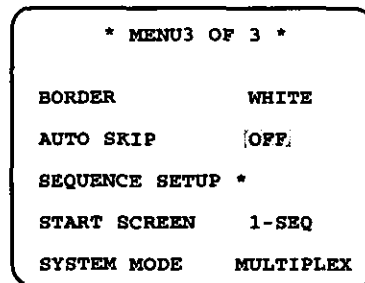 * MENU3 OF 3 *
BORDER WHITE
AUTO SKIP OFF
SEQUENCE SETUP *
START SCREEN 1-SEQ
SYSTEM MODE MULTIPLEX